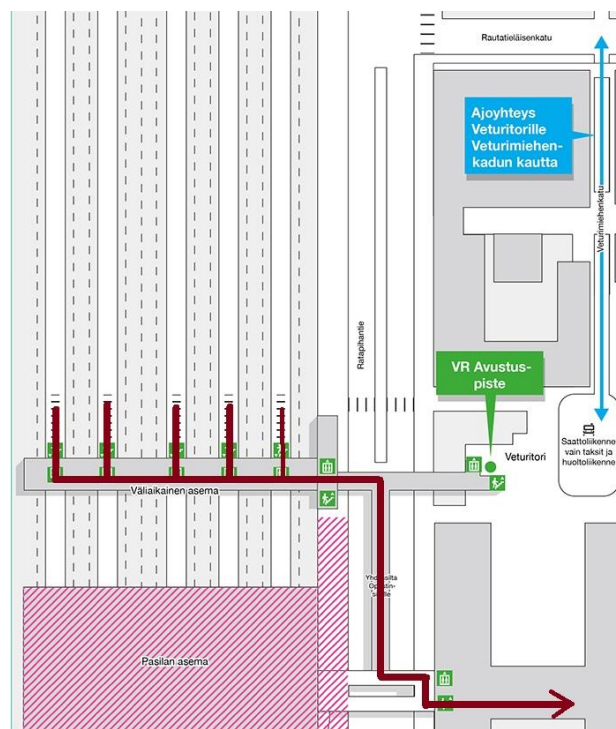 Rautatieläisenkatu
Ajoyhteys
Veturitorille
Veturimiehen-
kadun kautta
Veturimiehenkatu
Ratapihantie
VR Avustus-
piste
Veturitori
Saattoliikenne
vain taksit ja
huoltoliikenne
Väliaikainen asema
Pasilan asema